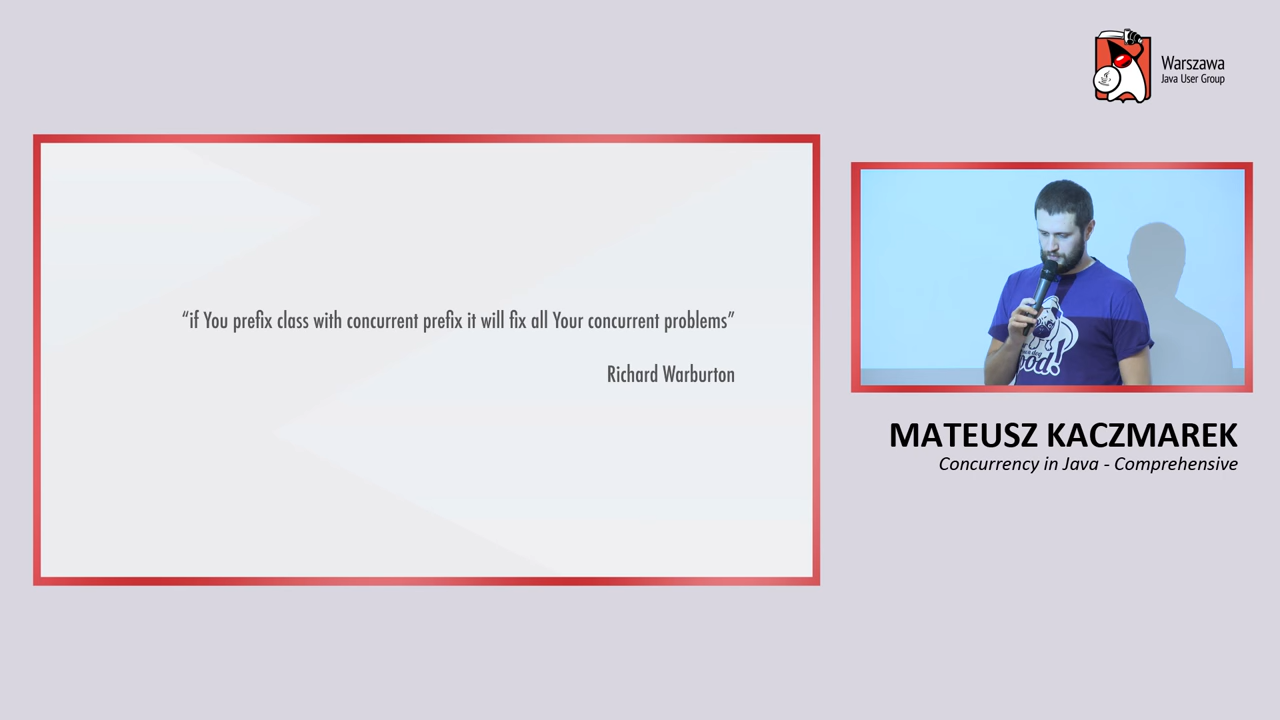 Warszawa
Java User Group
“if You prefix class with concurrent prefix it will fix all Your concurrent problems”
Richard Warburton
ood!
MATEUSZ KACZMAREK
Concurrency in Java - Comprehensive